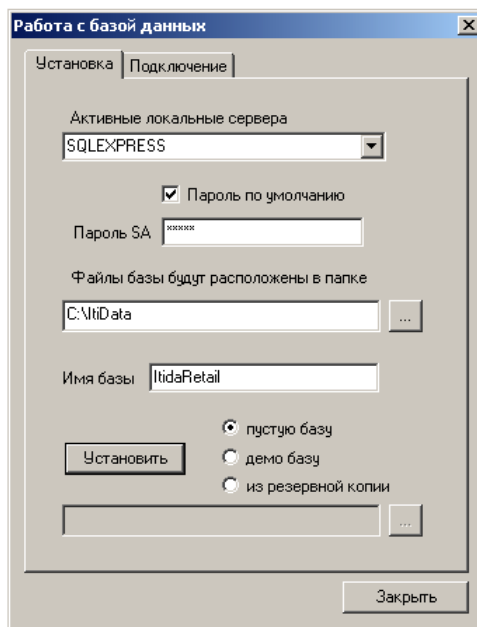 Работа с базой данных
Установка Подключение
Активные локальные сервера
SQLEXPRESS
Пароль по умолчанию
Пароль SA *****
Файлы базы будут расположены в папке
C:\ItiData ...
Имя базы ItidaRetail
пустую базу
Установить демо базу
из резервной копии
...
Закрыть